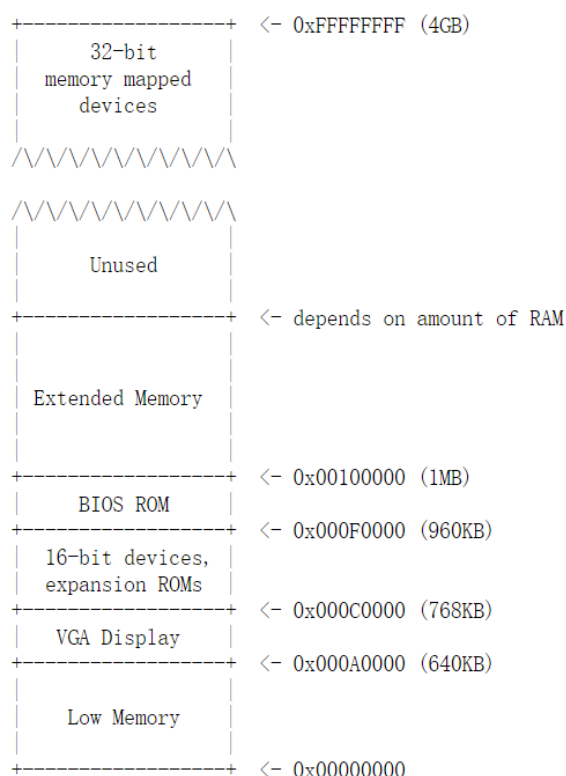 +------------------+  <- 0xFFFFFFFF (4GB)
|      32-bit      |
|  memory mapped   |
|     devices      |
|                  |
/\/\/\/\/\/\/\/\/\/\
/\/\/\/\/\/\/\/\/\/\
|                  |
|      Unused      |
|                  |
+------------------+  <- depends on amount of RAM
|                  |
|                  |
| Extended Memory  |
|                  |
|                  |
+------------------+  <- 0x00100000 (1MB)
|     BIOS ROM     |
+------------------+  <- 0x000F0000 (960KB)
|  16-bit devices, |
|  expansion ROMs  |
+------------------+  <- 0x000C0000 (768KB)
|   VGA Display    |
+------------------+  <- 0x000A0000 (640KB)
|                  |
|    Low Memory    |
|                  |
+------------------+  <- 0x00000000